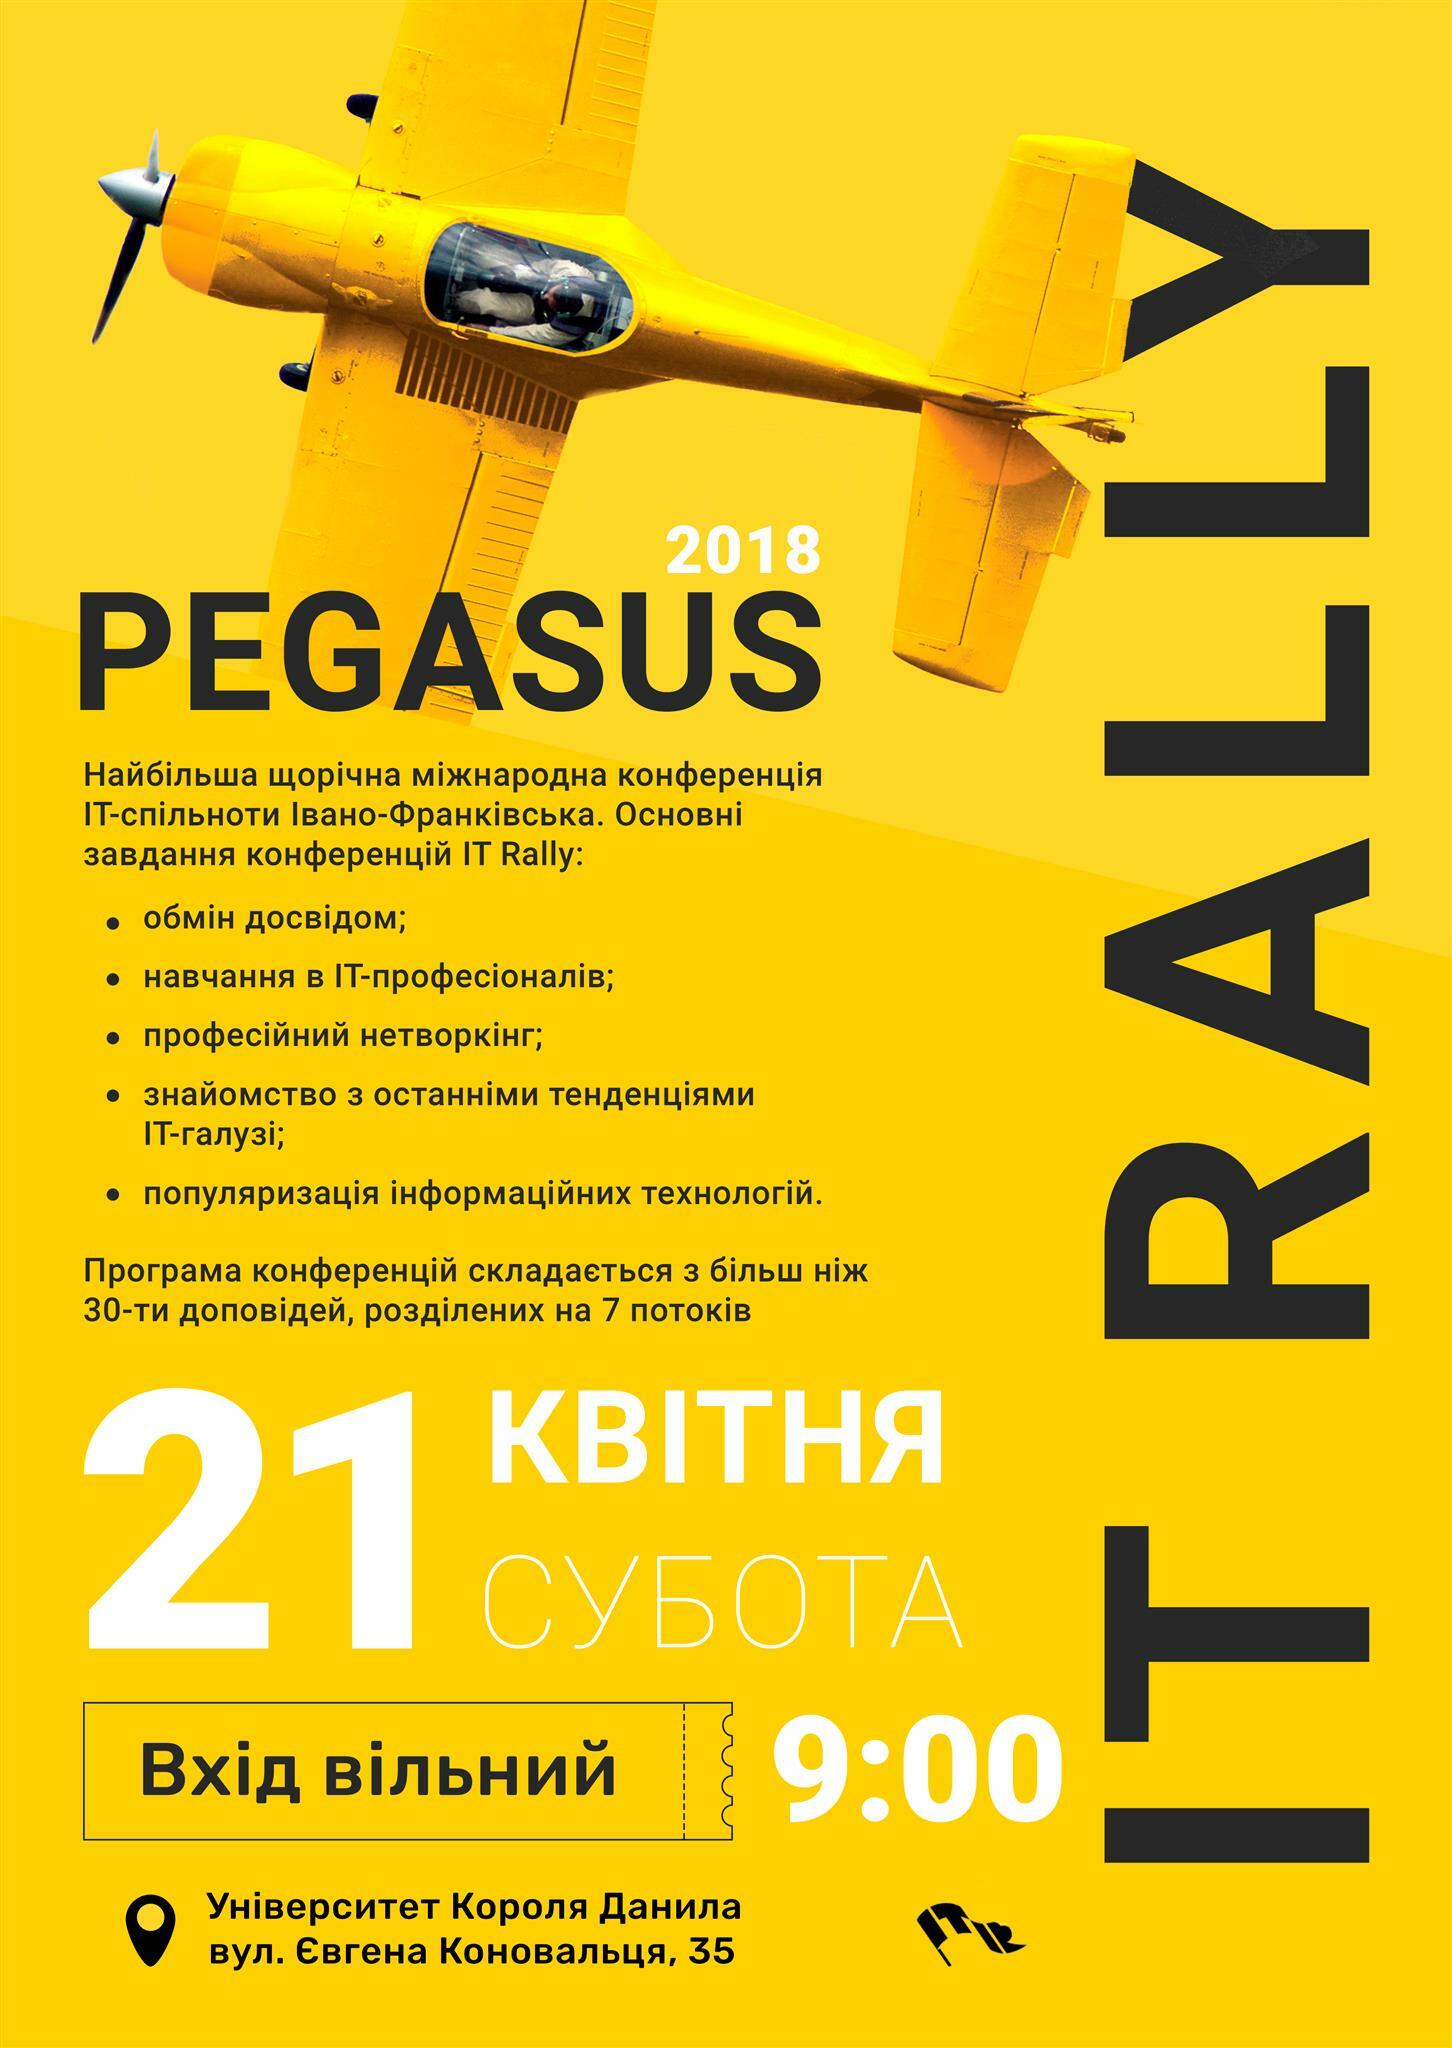 2018
PEGASUS
IT RALLY
Найбільша щорічна міжнародна конференція
ІТ-спільноти Івано-Франківська. Основні
завдання конференцій IT Rally:
• обмін досвідом;
• навчання в ІТ-професіоналів;
• професійний нетворкінг;
• знайомство з останніми тенденціями
ІТ-галузі;
• популяризація інформаційних технологій.
Програма конференцій складається з більш ніж
30-ти доповідей, розділених на 7 потоків
21 КВІТНЯ
СУБОТА
Вхід вільний
9:00
Університет Короля Данила
вул. Євгена Коновальця, 35